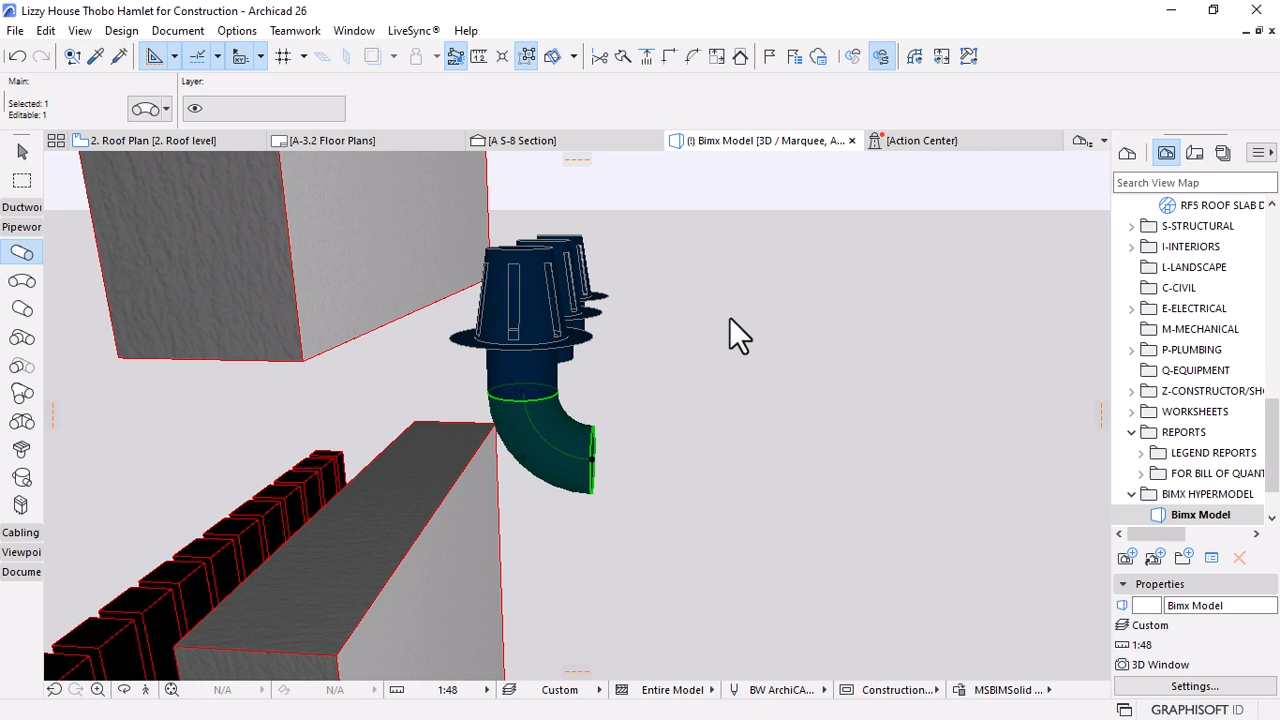 Lizzy House Thobo Hamlet for Construction - Archicad 26
File Edit View Design Document Options Teamwork Window LiveSync® Help
Main:
Selected: 1
Editable: 1
Layer:
2. Roof Plan [2. Roof level]
[A-3.2 Floor Plans]
[A S-8 Section]
(!) Bimx Model [3D / Marquee, A...
[Action Center]
Ductwo
Pipewor
Cabling
Viewpoi
Docume
Search View Map
RF5 ROOF SLAB D
S-STRUCTURAL
I-INTERIORS
L-LANDSCAPE
C-CIVIL
E-ELECTRICAL
M-MECHANICAL
P-PLUMBING
Q-EQUIPMENT
Z-CONSTRUCTOR/SH
WORKSHEETS
REPORTS
LEGEND REPORTS
FOR BILL OF QUAN
BIMX HYPERMODEL
Bimx Model
Properties
Bimx Model
Custom
1:48
3D Window
Settings...
N/A N/A 1:48 Custom Entire Model BW ArchiCA... Construction... MSBIMSolid ...
GRAPHISOFT ID